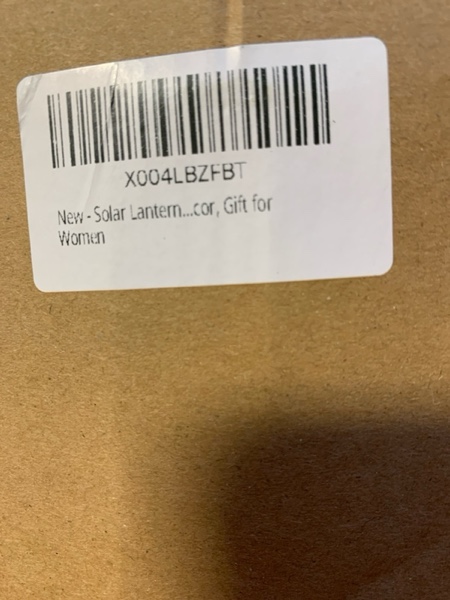 X004LBZFBT
New - Solar Lantern...cor, Gift for
Women